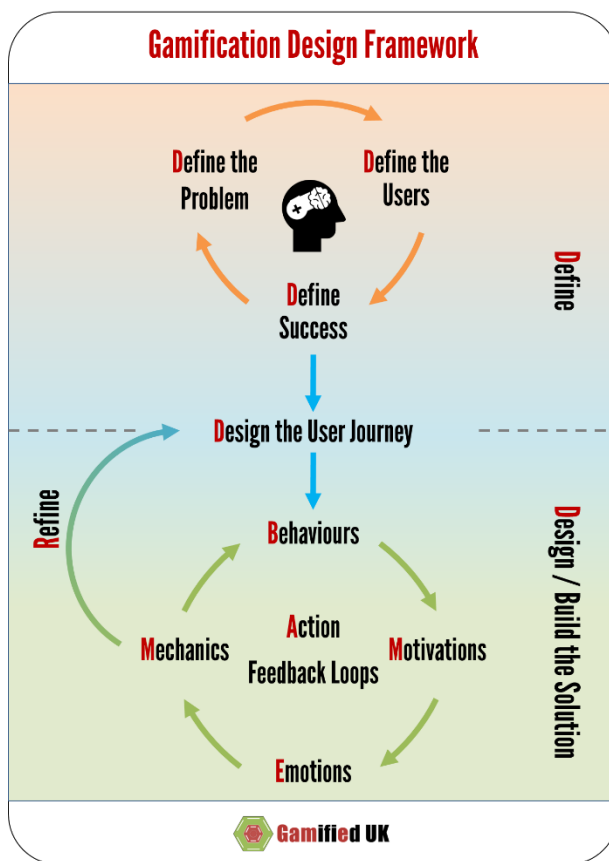 Gamification Design Framework
Define the
Problem
Define the
Users
Define
Success
Define
Design the User Journey
Refine
Behaviours
Design / Build the Solution
Action
Feedback Loops
Mechanics
Motivations
Emotions
Gamified UK